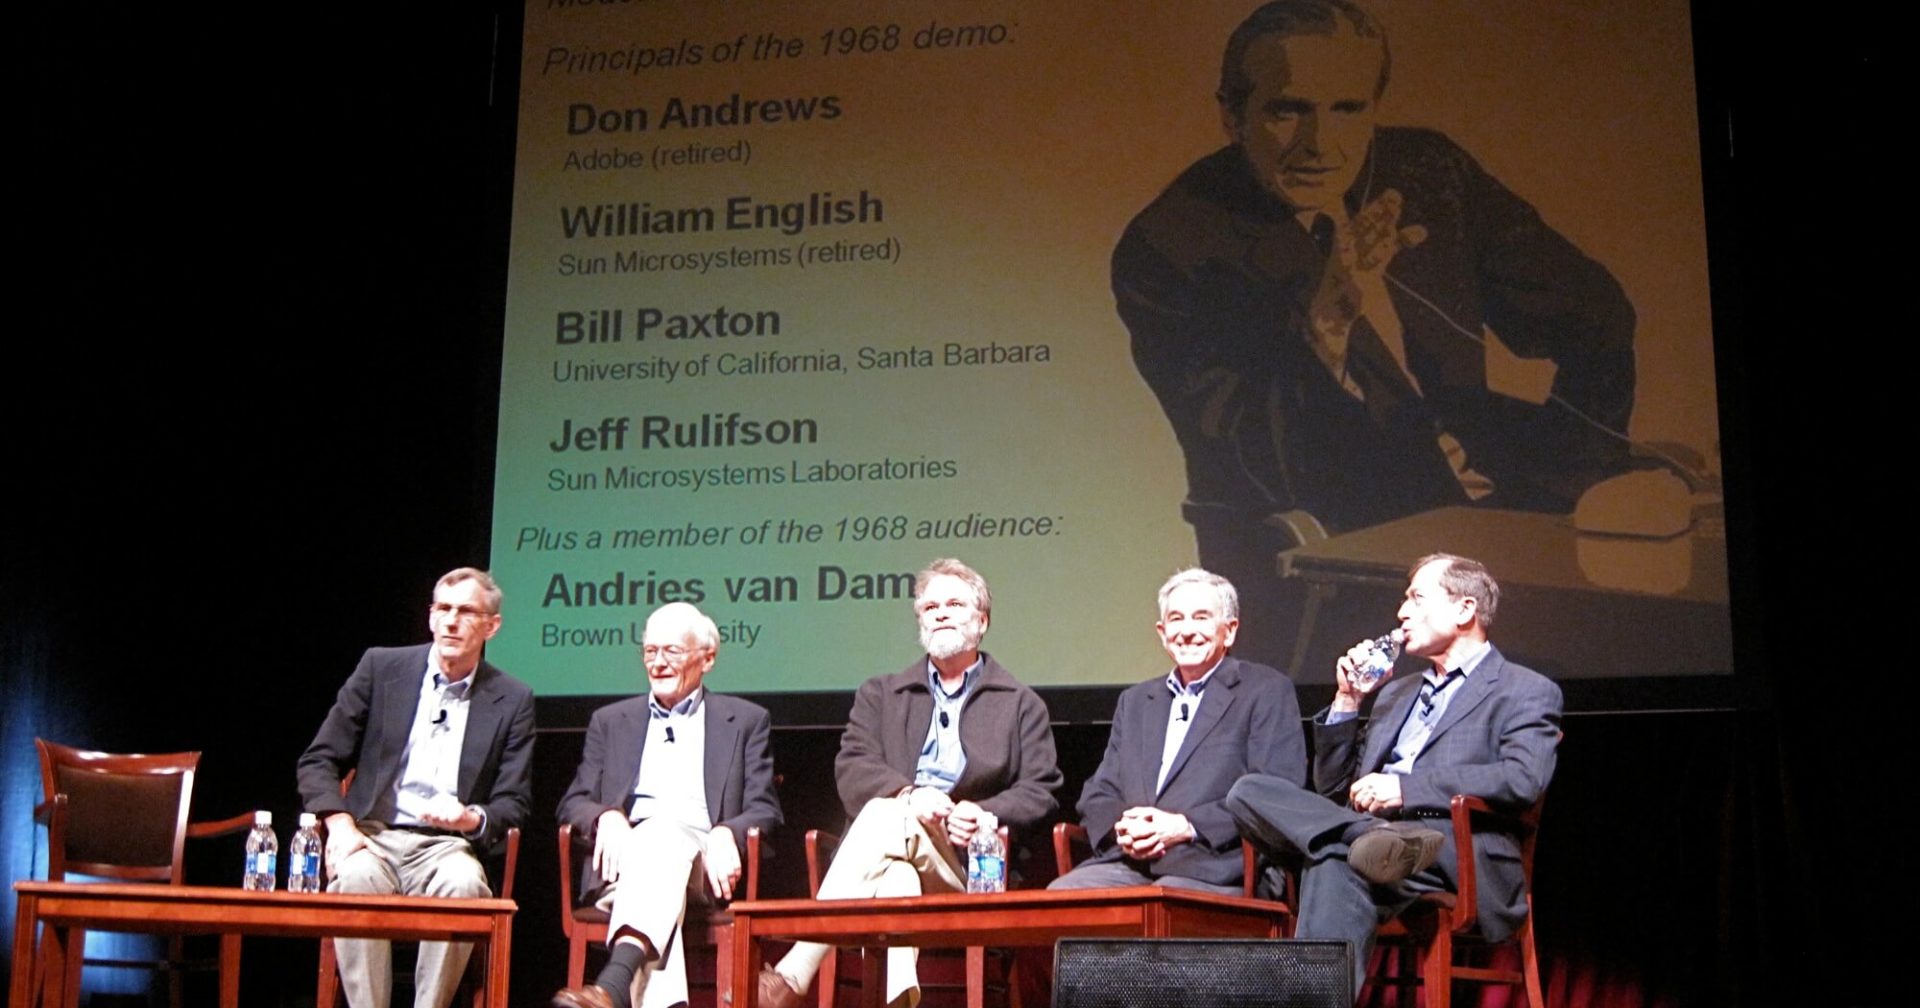 Principals of the 1968 demo:
Don Andrews
Adobe (retired)
William English
Sun Microsystems (retired)
Bill Paxton
University of California, Santa Barbara
Jeff Rulifson
Sun Microsystems Laboratories
Plus a member of the 1968 audience:
Andries van Dam
Brown